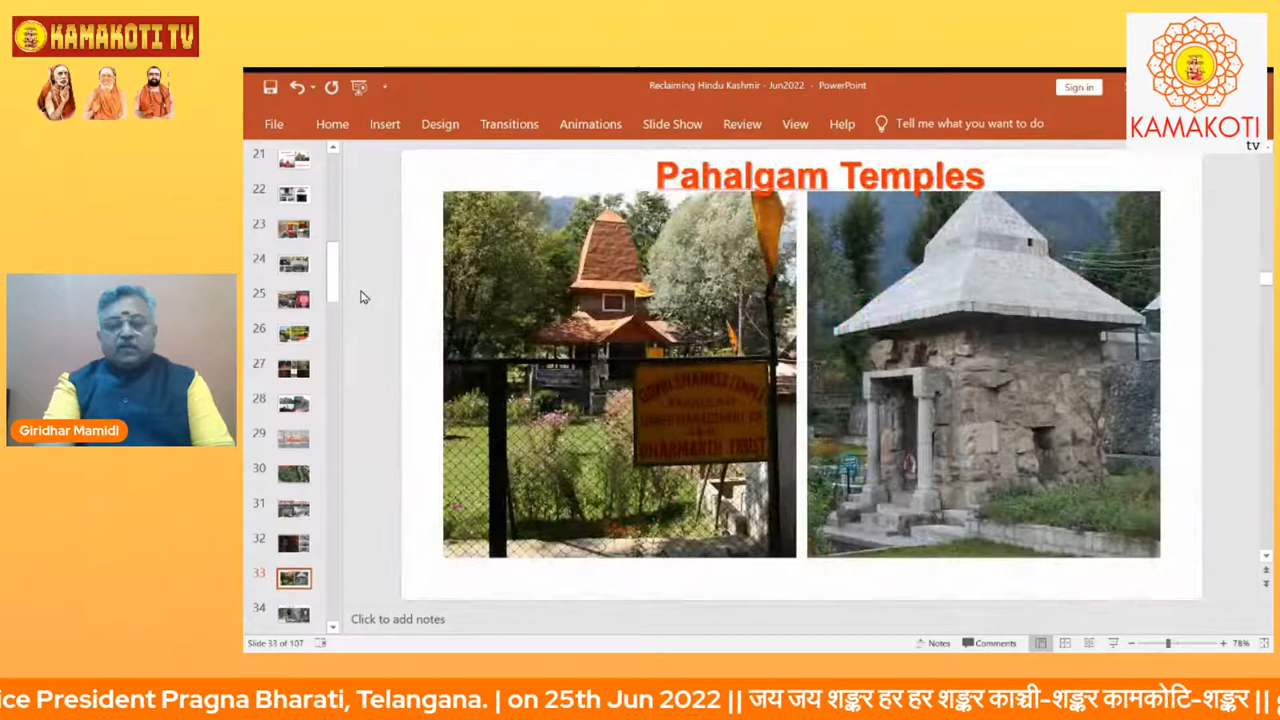 KAMAKOTI TV
KAMAKOTI
tv
Reclaiming Hindu Kashmir - Jun2022 - PowerPoint
Sign in
File Home Insert Design Transitions Animations Slide Show Review View Help Tell me what you want to do
21
22
23
24
25
26
27
28
29
30
31
32
33
34
Pahalgam Temples
DHARMARTH TRUST
Giridhar Mamidi
Click to add notes
Slide 33 of 107
Notes Comments 78%
ice President Pragna Bharati, Telangana. | on 25th Jun 2022 || जय जय शङ्कर हर हर शङ्कर काञ्ची-शङ्कर कामकोटि-शङ्कर ||